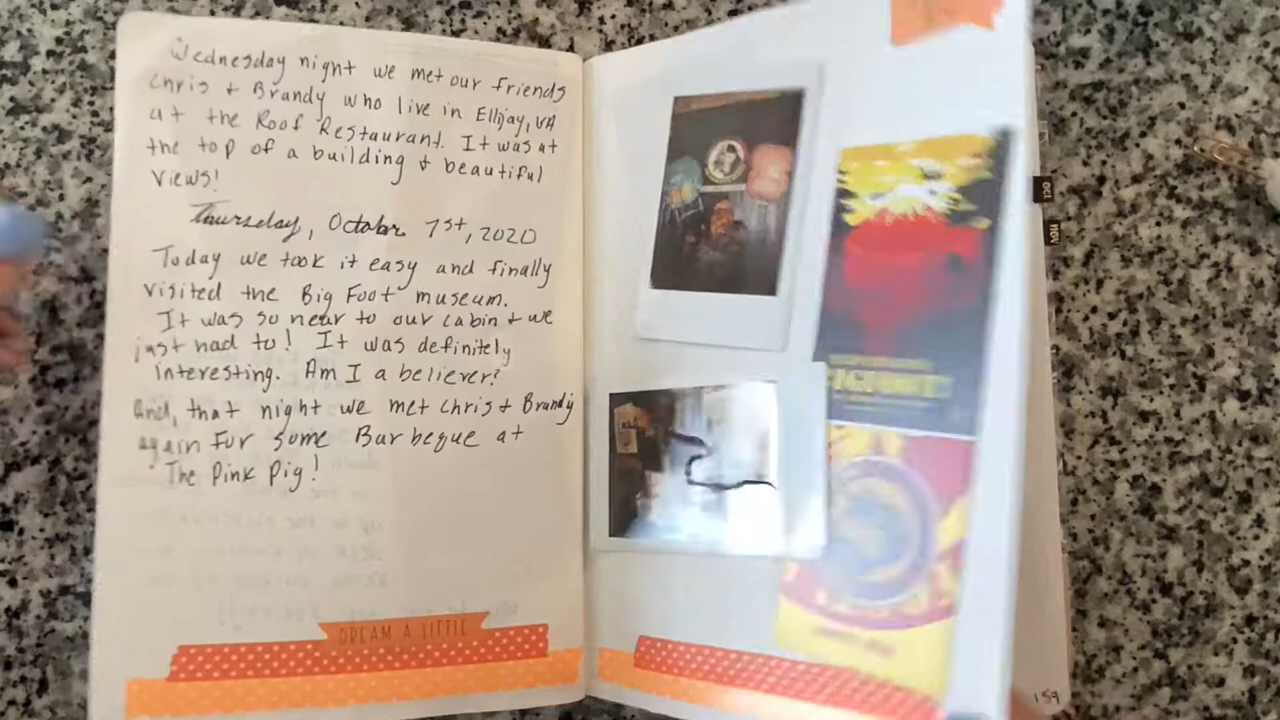 Wednesday night we met our friends
Chris + Brandy who live in Ellijay, VA
at the Roof Restaurant. It was at
the top of a building + beautiful
views!
Thursday, October 7st, 2020
Today we took it easy and finally
visited the Big Foot museum.
It was so near to our cabin + we
just had to! It was definitely
interesting. Am I a believer?
And, that night we met Chris + Brandy
again for some Barbeque at
The Pink Pig!
DREAM A LITTLE
OCT
NOV